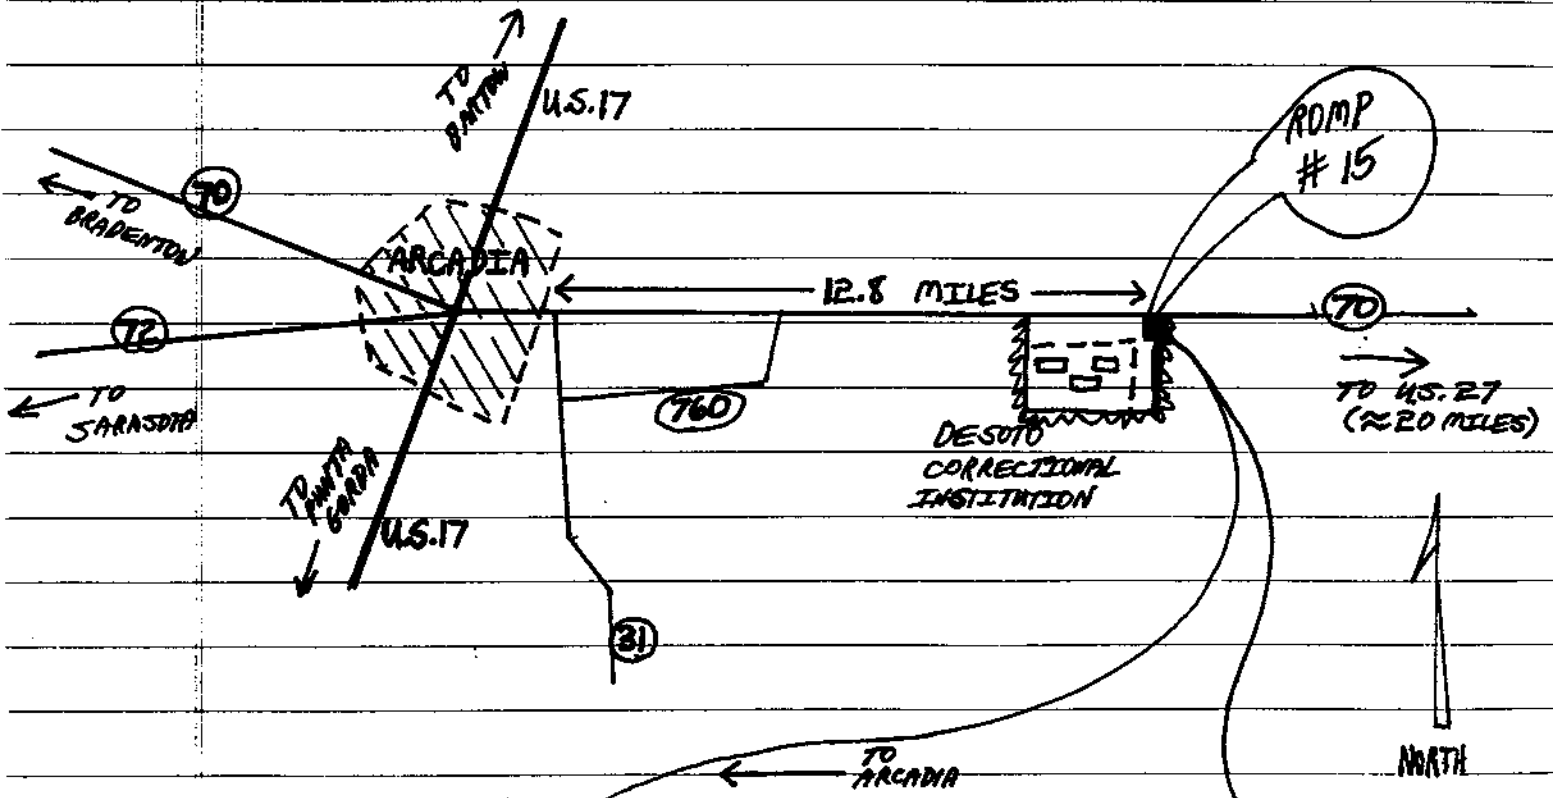 TO
BARTOW
U.S.17
ROMP
# 15
70
TO
BRADENTON
ARCADIA
12.8 MILES
70
72
TO
SARASOTA
760
TO U.S. 27
(≈20 MILES)
DESOTO
CORRECTIONAL
INSTITUTION
TO
PUNTA
GORDA
U.S.17
31
TO
ARCADIA
NORTH